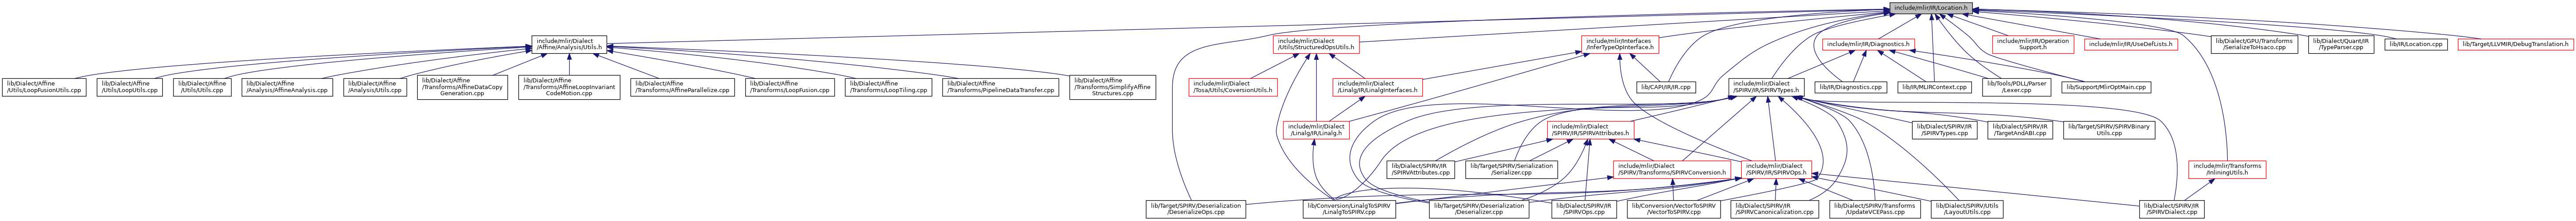 include/mlir/IR/Location.h
include/mlir/Dialect
/Affine/Analysis/Utils.h
include/mlir/Dialect
/Utils/StructuredOpsUtils.h
include/mlir/Interfaces
/InferTypeOpInterface.h
include/mlir/IR/Diagnostics.h
include/mlir/IR/Operation
Support.h
include/mlir/IR/UseDefLists.h
lib/Dialect/GPU/Transforms
/SerializeToHsaco.cpp
lib/Dialect/Quant/IR
/TypeParser.cpp
lib/IR/Location.cpp
lib/Target/LLVMIR/DebugTranslation.h
lib/Dialect/Affine
/Utils/LoopFusionUtils.cpp
lib/Dialect/Affine
/Utils/LoopUtils.cpp
lib/Dialect/Affine
/Utils/Utils.cpp
lib/Dialect/Affine
/Analysis/AffineAnalysis.cpp
lib/Dialect/Affine
/Analysis/Utils.cpp
lib/Dialect/Affine
/Transforms/AffineDataCopy
Generation.cpp
lib/Dialect/Affine
/Transforms/AffineLoopInvariant
CodeMotion.cpp
lib/Dialect/Affine
/Transforms/AffineParallelize.cpp
lib/Dialect/Affine
/Transforms/LoopFusion.cpp
lib/Dialect/Affine
/Transforms/LoopTiling.cpp
lib/Dialect/Affine
/Transforms/PipelineDataTransfer.cpp
lib/Dialect/Affine
/Transforms/SimplifyAffine
Structures.cpp
include/mlir/Dialect
/Tosa/Utils/CoversionUtils.h
include/mlir/Dialect
/Linalg/IR/LinalgInterfaces.h
lib/CAPI/IR/IR.cpp
include/mlir/Dialect
/SPIRV/IR/SPIRVTypes.h
lib/IR/Diagnostics.cpp
lib/IR/MLIRContext.cpp
lib/Tools/PDLL/Parser
/Lexer.cpp
lib/Support/MlirOptMain.cpp
include/mlir/Dialect
/Linalg/IR/Linalg.h
include/mlir/Dialect
/SPIRV/IR/SPIRVAttributes.h
lib/Dialect/SPIRV/IR
/SPIRVTypes.cpp
lib/Dialect/SPIRV/IR
/TargetAndABI.cpp
lib/Target/SPIRV/SPIRVBinary
Utils.cpp
lib/Dialect/SPIRV/IR
/SPIRVAttributes.cpp
lib/Target/SPIRV/Serialization
/Serializer.cpp
include/mlir/Dialect
/SPIRV/Transforms/SPIRVConversion.h
include/mlir/Dialect
/SPIRV/IR/SPIRVOps.h
include/mlir/Transforms
/InliningUtils.h
lib/Target/SPIRV/Deserialization
/DeserializeOps.cpp
lib/Conversion/LinalgToSPIRV
/LinalgToSPIRV.cpp
lib/Target/SPIRV/Deserialization
/Deserializer.cpp
lib/Dialect/SPIRV/IR
/SPIRVOps.cpp
lib/Conversion/VectorToSPIRV
/VectorToSPIRV.cpp
lib/Dialect/SPIRV/IR
/SPIRVCanonicalization.cpp
lib/Dialect/SPIRV/Transforms
/UpdateVCEPass.cpp
lib/Dialect/SPIRV/Utils
/LayoutUtils.cpp
lib/Dialect/SPIRV/IR
/SPIRVDialect.cpp